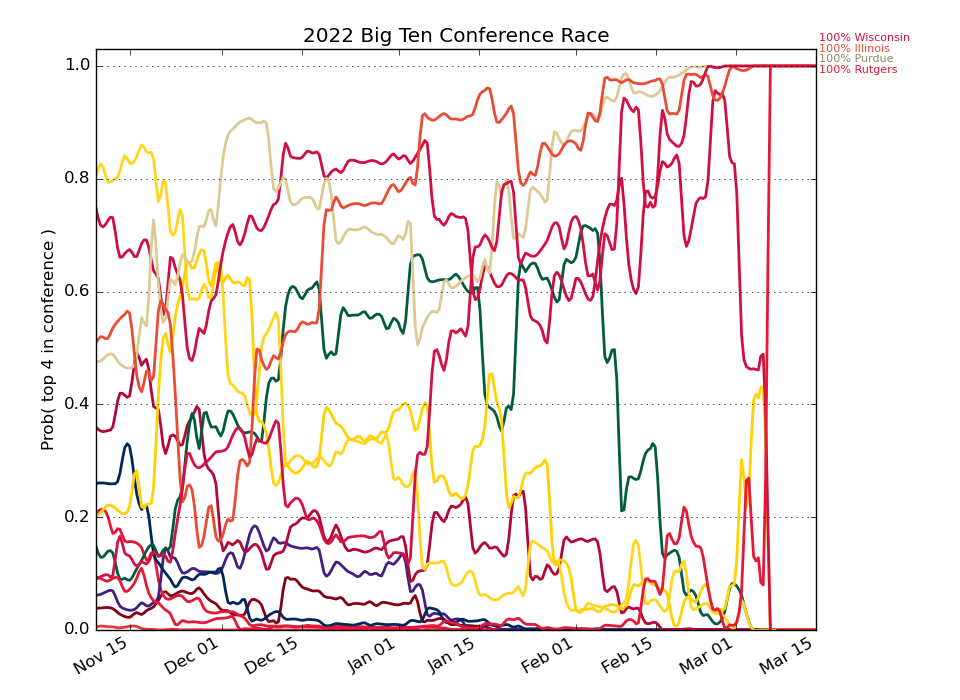 2022 Big Ten Conference Race
100% Wisconsin
100% Illinois
100% Purdue
100% Rutgers
Prob( top 4 in conference )
1.0
0.8
0.6
0.4
0.2
0.0
Nov 15
Dec 01
Dec 15
Jan 01
Jan 15
Feb 01
Feb 15
Mar 01
Mar 15